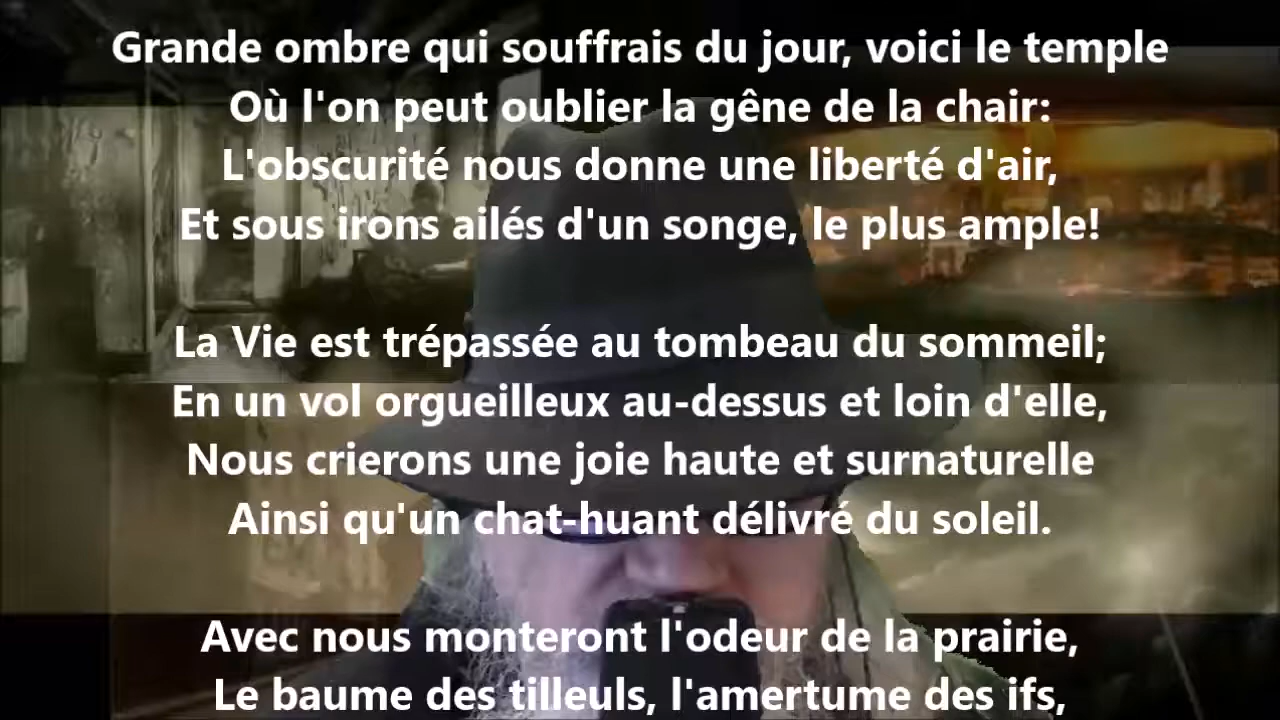 Grande ombre qui souffrais du jour, voici le temple
Où l'on peut oublier la gêne de la chair:
L'obscurité nous donne une liberté d'air,
Et sous irons ailés d'un songe, le plus ample!
La Vie est trépassée au tombeau du sommeil;
En un vol orgueilleux au-dessus et loin d'elle,
Nous crierons une joie haute et surnaturelle
Ainsi qu'un chat-huant délivré du soleil.
Avec nous monteront l'odeur de la prairie,
Le baume des tilleuls, l'amertume des ifs,